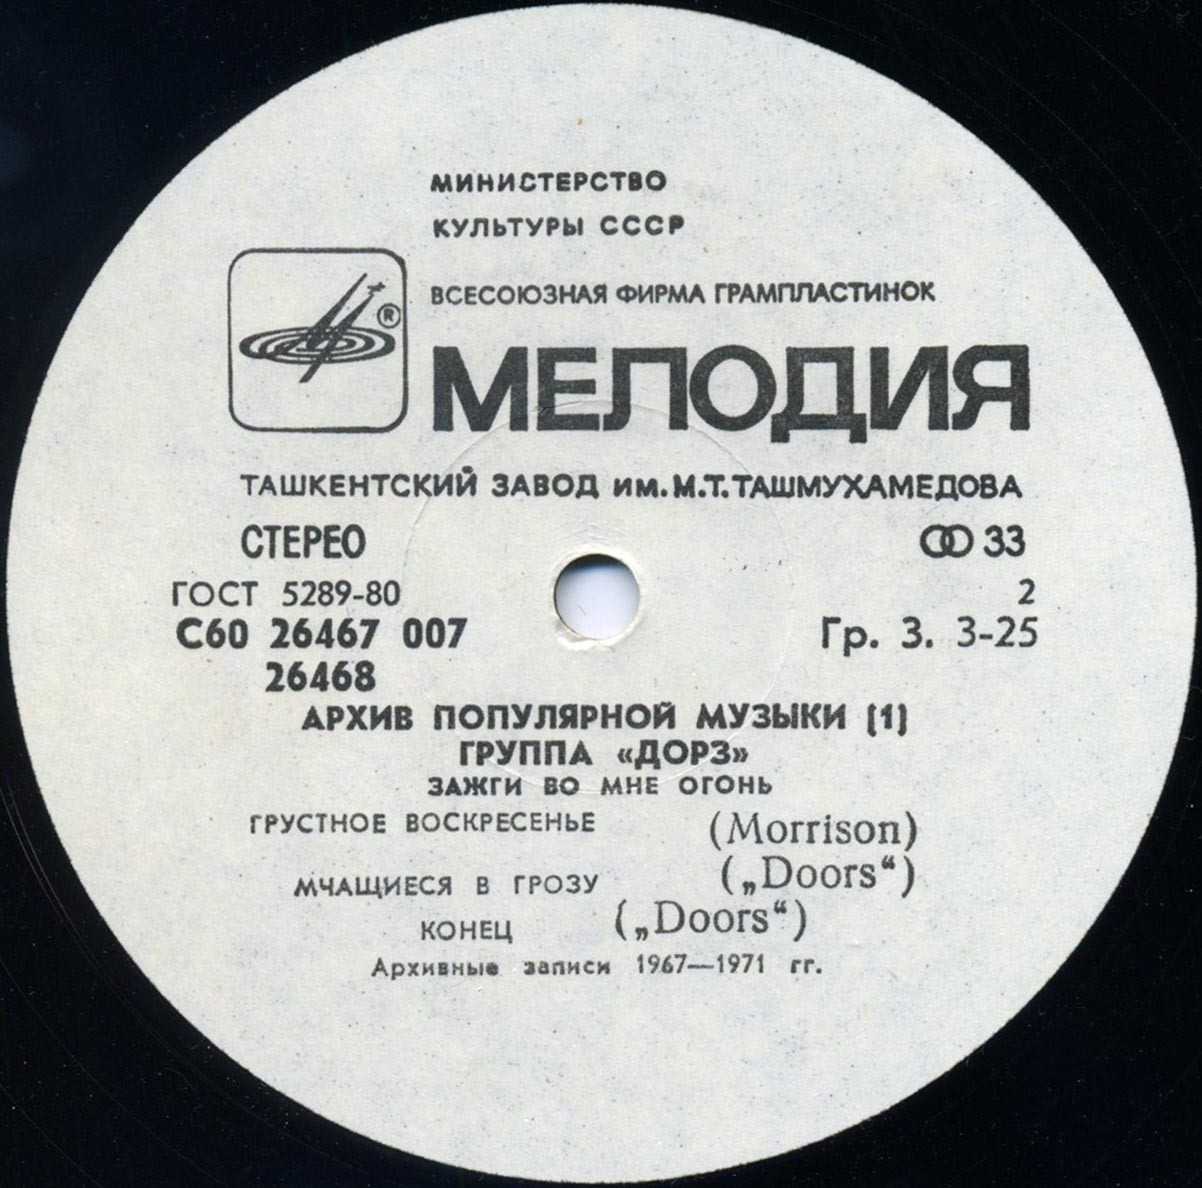 МИНИСТЕРСТВО
КУЛЬТУРЫ СССР
ВСЕСОЮЗНАЯ ФИРМА ГРАМПЛАСТИНОК
®
МЕЛОДИЯ
ТАШКЕНТСКИЙ ЗАВОД им. М.Т. ТАШМУХАМЕДОВА
СТЕРЕО 33
ГОСТ 5289-80 2
С60 26467 007 Гр. 3. 3-25
26468
АРХИВ ПОПУЛЯРНОЙ МУЗЫКИ (1)
ГРУППА «ДОРЗ»
ЗАЖГИ ВО МНЕ ОГОНЬ
ГРУСТНОЕ ВОСКРЕСЕНЬЕ (Morrison)
МЧАЩИЕСЯ В ГРОЗУ („Doors“)
КОНЕЦ („Doors“)
Архивные записи 1967—1971 гг.